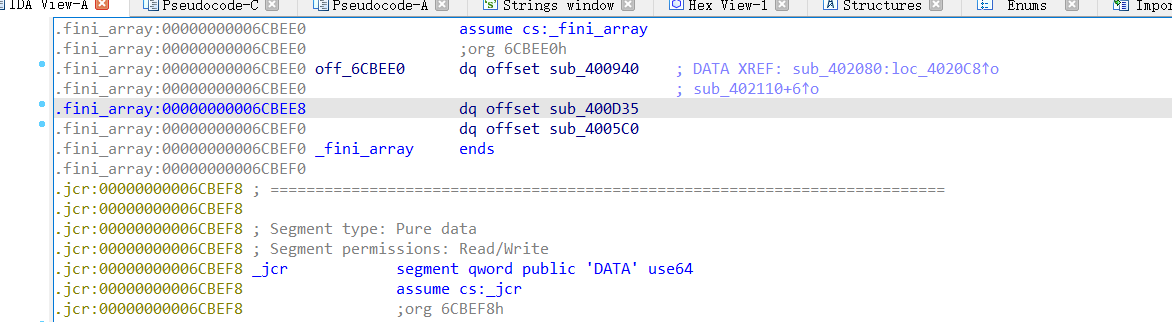 IDA View-A Pseudocode-C Pseudocode-A Strings window Hex View-1 Structures Enums
.fini_array:00000000006CBEE0 assume cs:_fini_array
.fini_array:00000000006CBEE0 ;org 6CBEE0h
.fini_array:00000000006CBEE0 off_6CBEE0 dq offset sub_400940 ; DATA XREF: sub_402080:loc_4020C8↑o
.fini_array:00000000006CBEE0 ; sub_402110+6↑o
.fini_array:00000000006CBEE8 dq offset sub_400D35
.fini_array:00000000006CBEF0 dq offset sub_4005C0
.fini_array:00000000006CBEF0 _fini_array ends
.fini_array:00000000006CBEF0
.jcr:00000000006CBEF8 ; ===========================================================================
.jcr:00000000006CBEF8
.jcr:00000000006CBEF8 ; Segment type: Pure data
.jcr:00000000006CBEF8 ; Segment permissions: Read/Write
.jcr:00000000006CBEF8 _jcr segment qword public 'DATA' use64
.jcr:00000000006CBEF8 assume cs:_jcr
.jcr:00000000006CBEF8 ;org 6CBEF8h